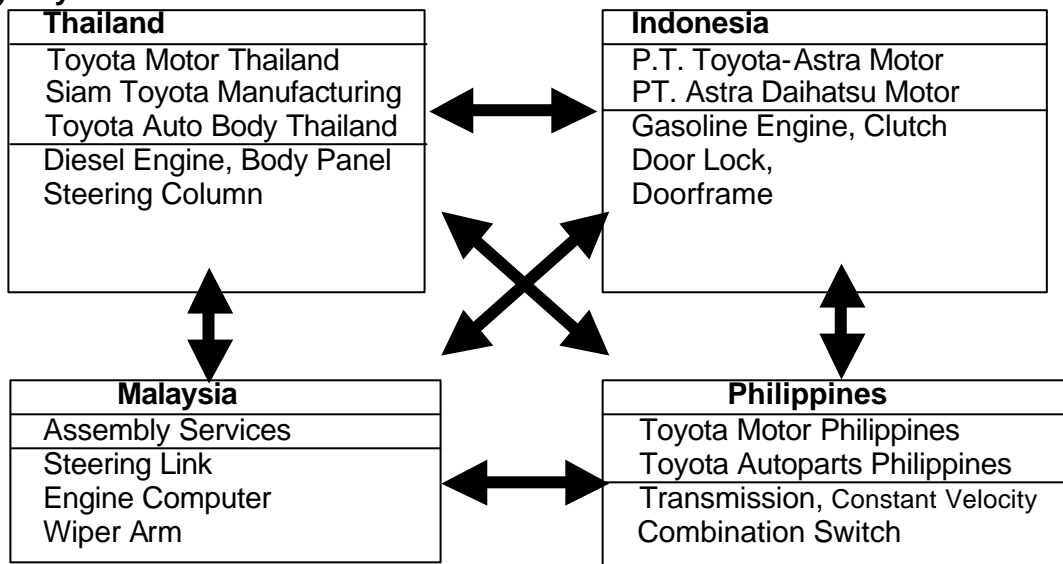 Thailand
Toyota Motor Thailand
Siam Toyota Manufacturing
Toyota Auto Body Thailand
Diesel Engine, Body Panel
Steering Column
Indonesia
P.T. Toyota-Astra Motor
PT. Astra Daihatsu Motor
Gasoline Engine, Clutch
Door Lock,
Doorframe
Malaysia
Assembly Services
Steering Link
Engine Computer
Wiper Arm
Philippines
Toyota Motor Philippines
Toyota Autoparts Philippines
Transmission, Constant Velocity
Combination Switch